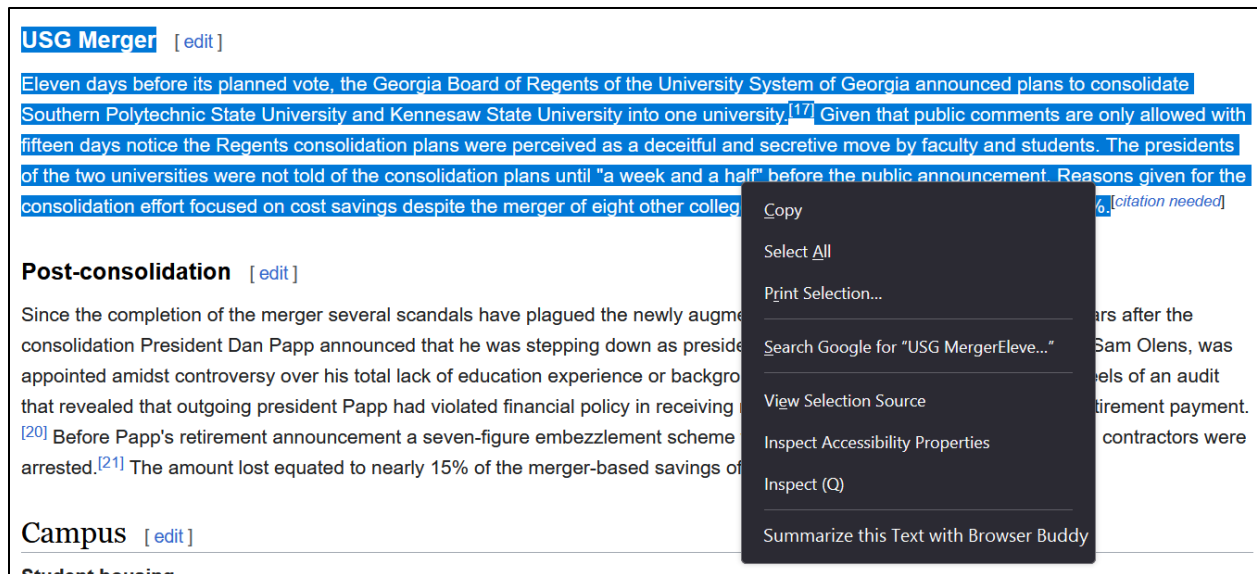 USG Merger [ edit ]
Eleven days before its planned vote, the Georgia Board of Regents of the University System of Georgia announced plans to consolidate
Southern Polytechnic State University and Kennesaw State University into one university.[17] Given that public comments are only allowed with
fifteen days notice the Regents consolidation plans were perceived as a deceitful and secretive move by faculty and students. The presidents
of the two universities were not told of the consolidation plans until "a week and a half" before the public announcement. Reasons given for the
consolidation effort focused on cost savings despite the merger of eight other colleg %.[citation needed]
Post-consolidation [ edit ]
Since the completion of the merger several scandals have plagued the newly augme ars after the
consolidation President Dan Papp announced that he was stepping down as preside Sam Olens, was
appointed amidst controversy over his total lack of education experience or backgro els of an audit
that revealed that outgoing president Papp had violated financial policy in receiving tirement payment.
[20] Before Papp's retirement announcement a seven-figure embezzlement scheme contractors were
arrested.[21] The amount lost equated to nearly 15% of the merger-based savings of
Copy
Select All
Print Selection...
Search Google for “USG MergerEleve...”
View Selection Source
Inspect Accessibility Properties
Inspect (Q)
Summarize this Text with Browser Buddy
Campus [ edit ]
Student housing